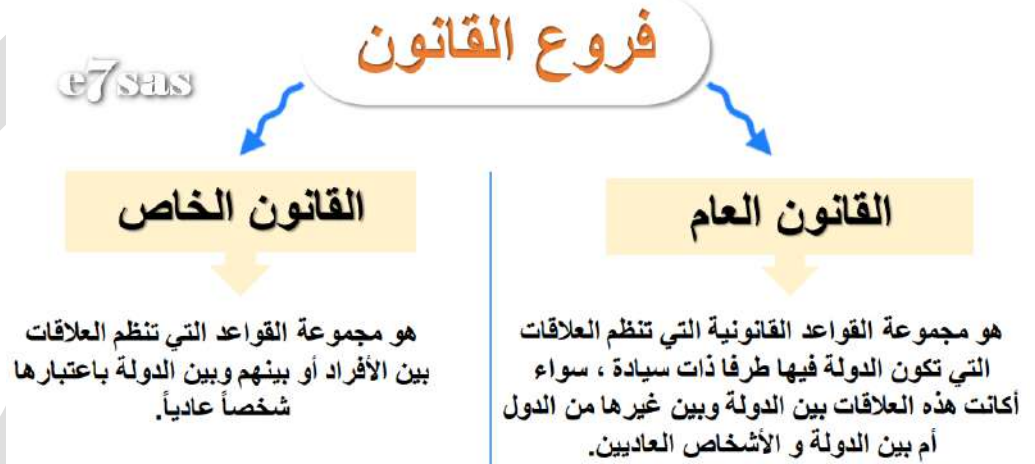 فروع القانون
e7sas
القانون العام
هو مجموعة القواعد القانونية التي تنظم العلاقات
التي تكون الدولة فيها طرفا ذات سيادة ، سواء
أكانت هذه العلاقات بين الدولة وبين غيرها من الدول
أم بين الدولة و الأشخاص العاديين.
القانون الخاص
هو مجموعة القواعد التي تنظم العلاقات
بين الأفراد أو بينهم وبين الدولة باعتبارها
شخصاً عادياً.